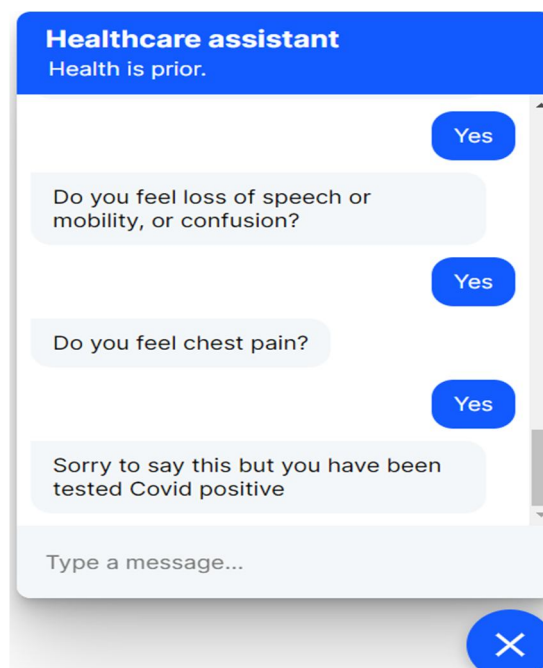 Healthcare assistant
Health is prior.
Yes
Do you feel loss of speech or
mobility, or confusion?
Yes
Do you feel chest pain?
Yes
Sorry to say this but you have been
tested Covid positive
Type a message...